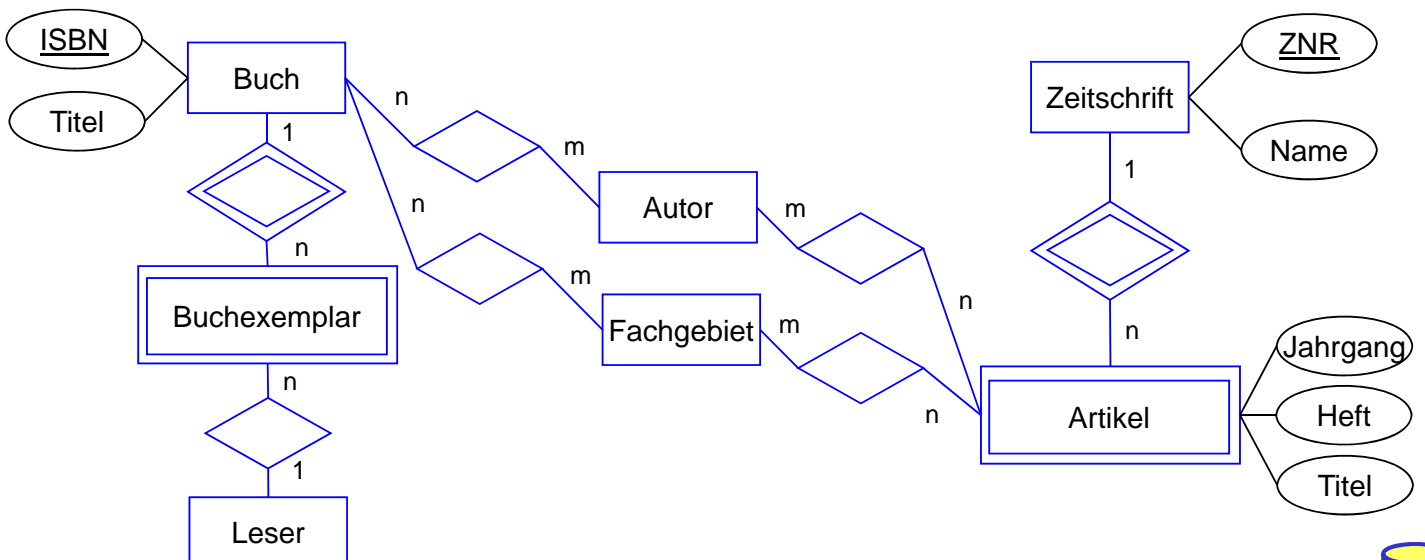 ISBN
Buch
ZNR
Zeitschrift
Titel
n
1
m
Name
1
n
Autor
m
n
m
n
Buchexemplar
Fachgebiet
m
n
n
Jahrgang
n
n
Artikel
Heft
1
Titel
Leser